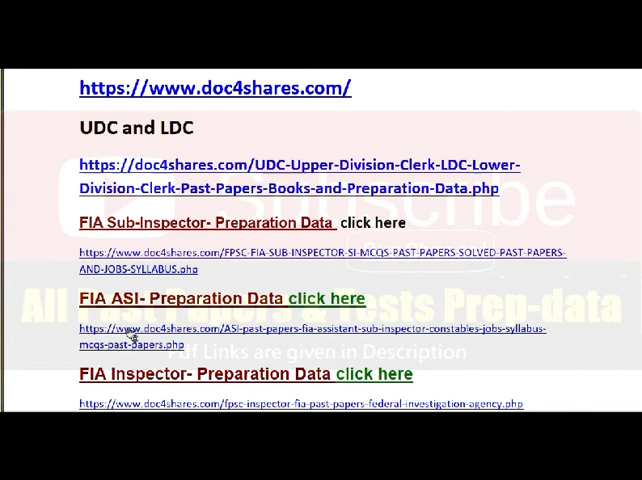 https://www.doc4shares.com/
UDC and LDC
https://doc4shares.com/UDC-Upper-Division-Clerk-LDC-Lower-
Division-Clerk-Past-Papers-Books-and-Preparation-Data.php
Subscribe
FIA Sub-Inspector- Preparation Data click here
https://www.doc4shares.com/FPSC-FIA-SUB-INSPECTOR-SI-MCQS-PAST-PAPERS-SOLVED-PAST-PAPERS-
AND-JOBS-SYLLABUS.php
FIA ASI- Preparation Data click here
All Past Papers & Tests Prep-data
https://www.doc4shares.com/ASI-past-papers-fia-assistant-sub-inspector-constables-jobs-syllabus-
mcqs-past-papers.php
Pdf Links are given in Description
FIA Inspector- Preparation Data click here
https://www.doc4shares.com/fpsc-inspector-fia-past-papers-federal-investigation-agency.php